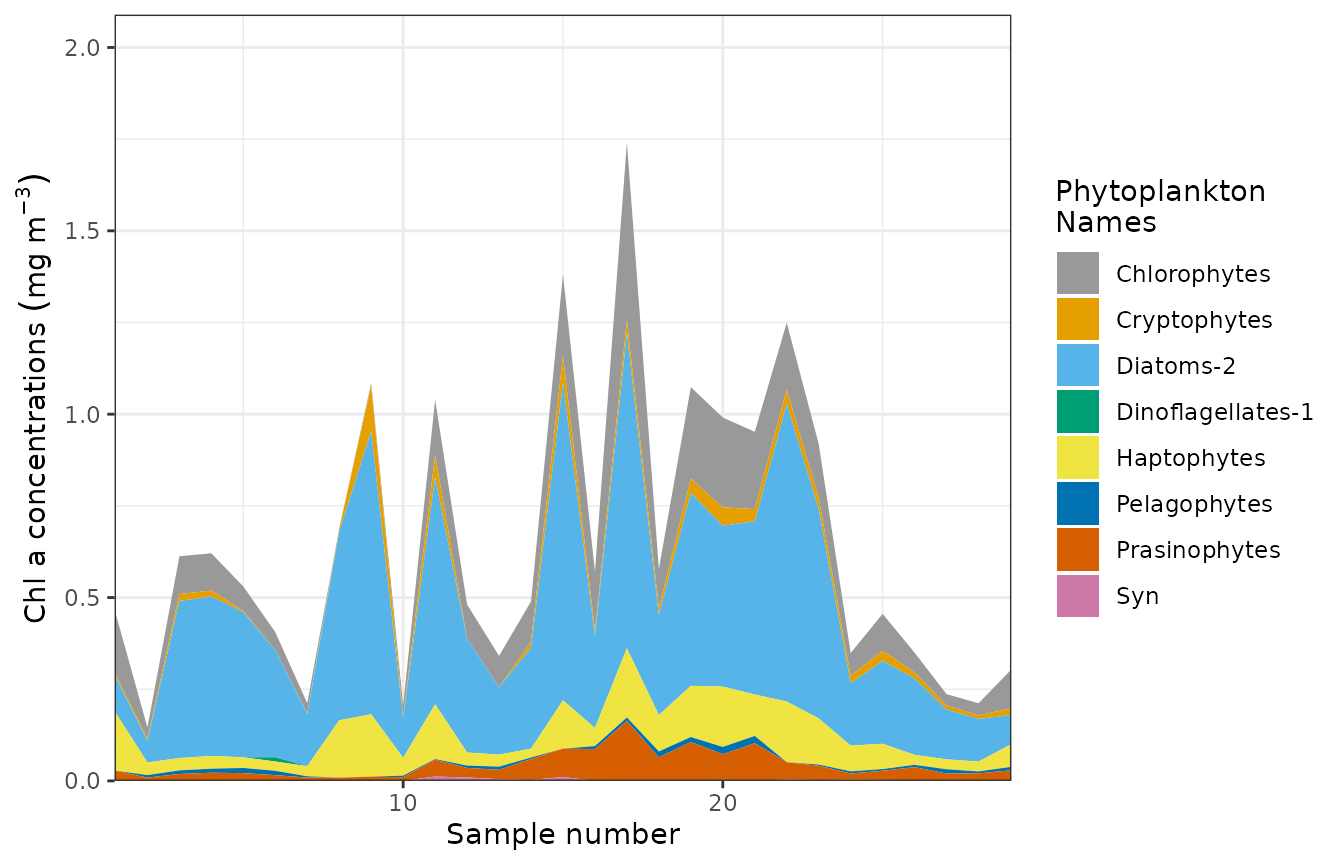 2.0
1.5
1.0
0.5
0.0
10
20
Sample number
Chl a concentrations (mg m⁻³)
Phytoplankton
Names
Chlorophytes
Cryptophytes
Diatoms-2
Dinoflagellates-1
Haptophytes
Pelagophytes
Prasinophytes
Syn